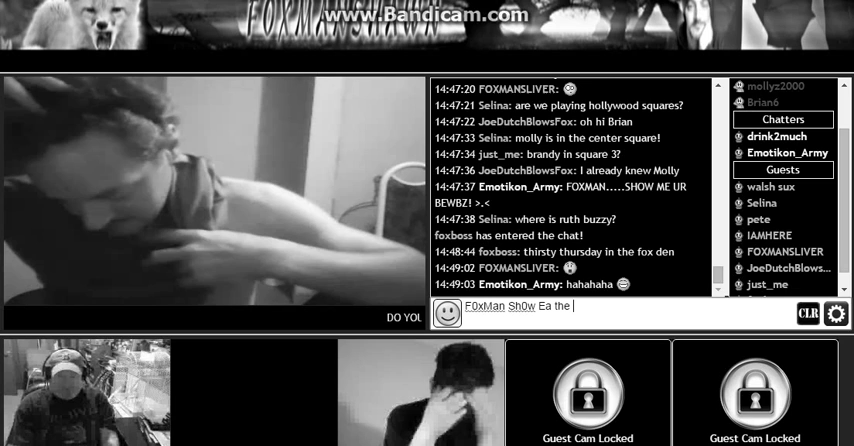 www.Bandicam.com
FOXMANSHAWN
14:47:20 FOXMANSLIVER:
14:47:21 Selina: are we playing hollywood squares?
14:47:22 JoeDutchBlowsFox: oh hi Brian
14:47:33 Selina: molly is in the center square!
14:47:34 just_me: brandy in square 3?
14:47:36 JoeDutchBlowsFox: I already knew Molly
14:47:37 Emotikon_Army: FOXMAN.....SHOW ME UR
BEWBZ! >.<
14:47:38 Selina: where is ruth buzzy?
foxboss has entered the chat!
14:48:44 foxboss: thirsty thursday in the fox den
14:49:02 FOXMANSLIVER:
14:49:03 Emotikon_Army: hahahaha
F0xMan Sh0w Ea the
CLR
mollyz2000
Brian6
Chatters
drink2much
Emotikon_Army
Guests
walsh sux
Selina
pete
IAMHERE
FOXMANSLIVER
JoeDutchBlows...
just_me
DO YOU
Guest Cam Locked
Guest Cam Locked